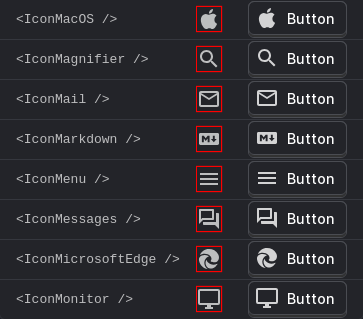 <IconMacOS /> Button
<IconMagnifier /> Button
<IconMail /> Button
<IconMarkdown /> Button
<IconMenu /> Button
<IconMessages /> Button
<IconMicrosoftEdge /> Button
<IconMonitor /> Button